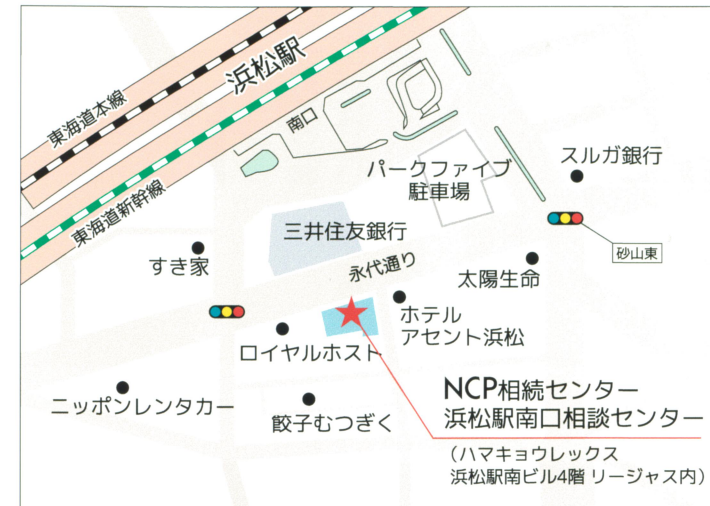 浜松駅
東海道本線
南口
東海道新幹線
パークファイブ
駐車場
スルガ銀行
三井住友銀行
砂山東
すき家
永代通り
太陽生命
ホテル
アセント浜松
ロイヤルホスト
ニッポンレンタカー
餃子むつぎく
NCP相続センター
浜松駅南口相談センター
(ハマキョウレックス
浜松駅南ビル4階 リージャス内)